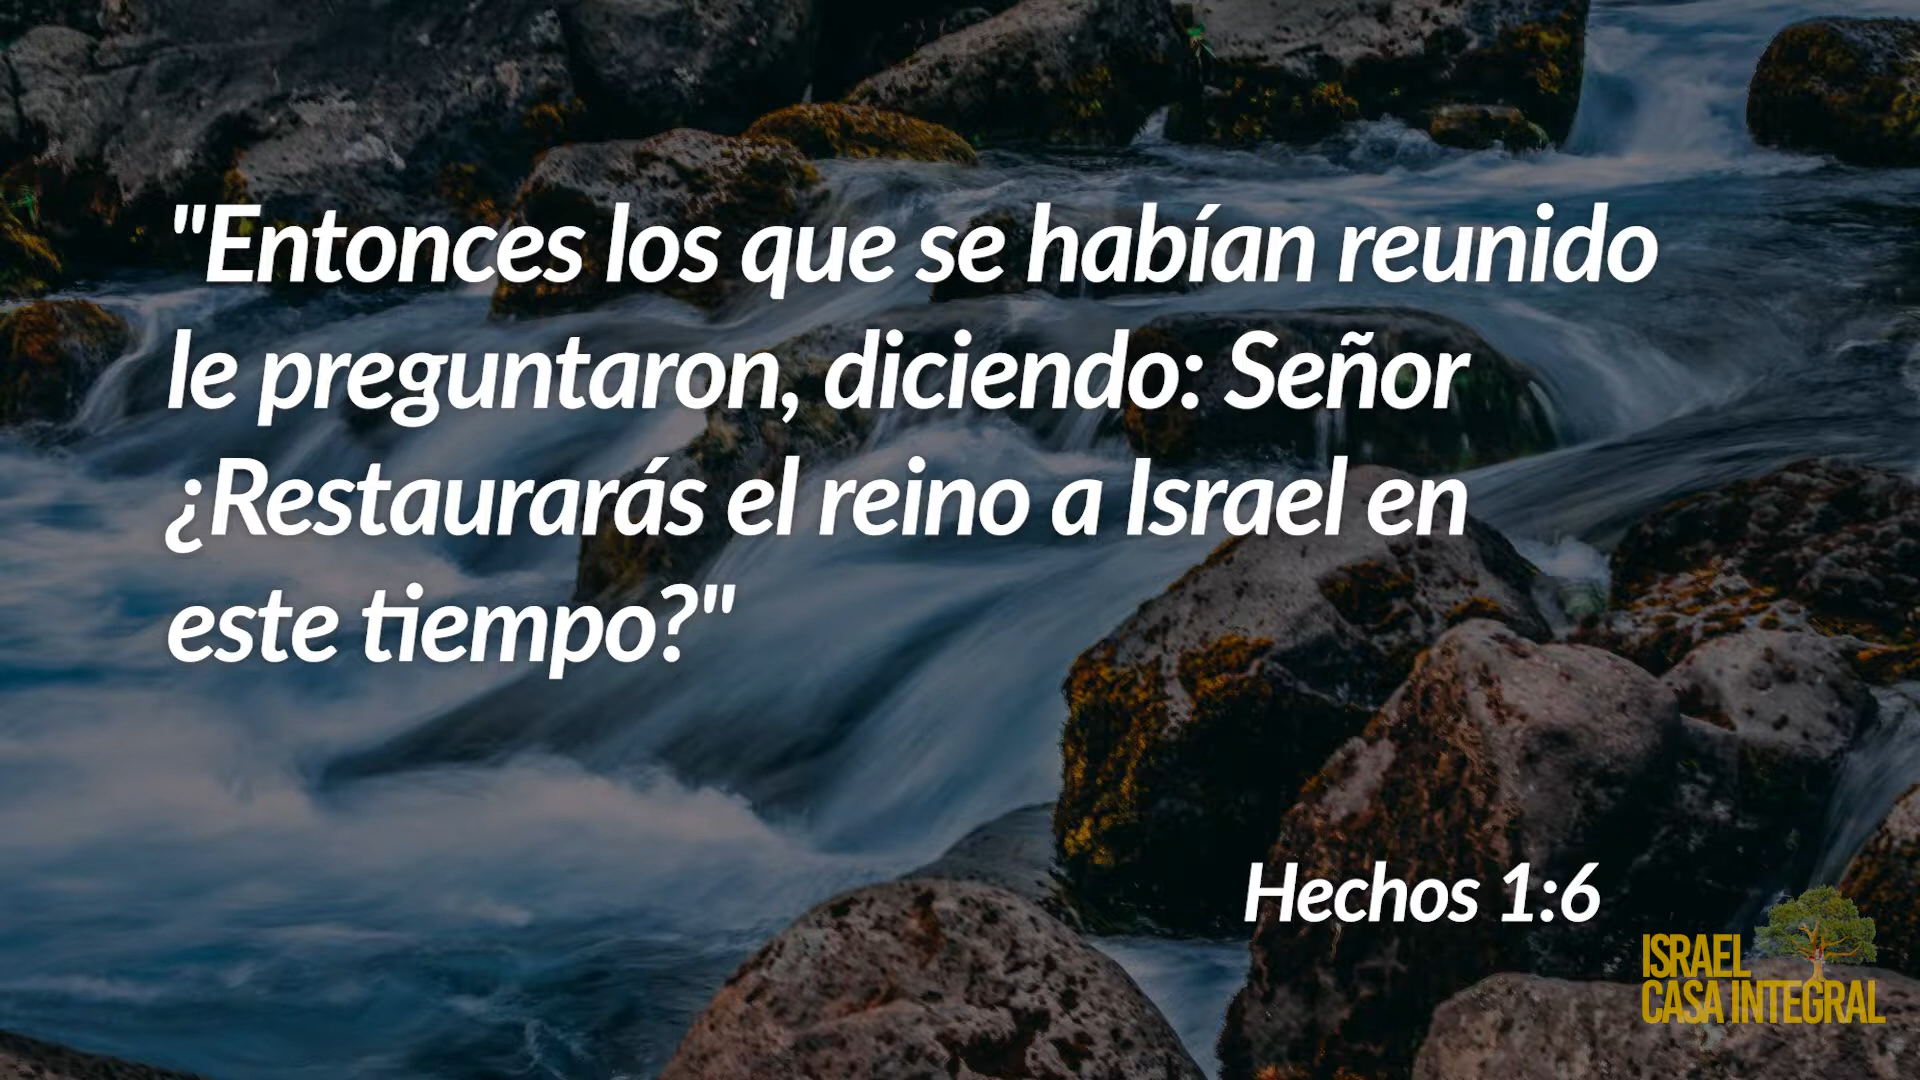 "Entonces los que se habían reunido
le preguntaron, diciendo: Señor
¿Restaurarás el reino a Israel en
este tiempo?"
Hechos 1:6
ISRAEL
CASA INTEGRAL